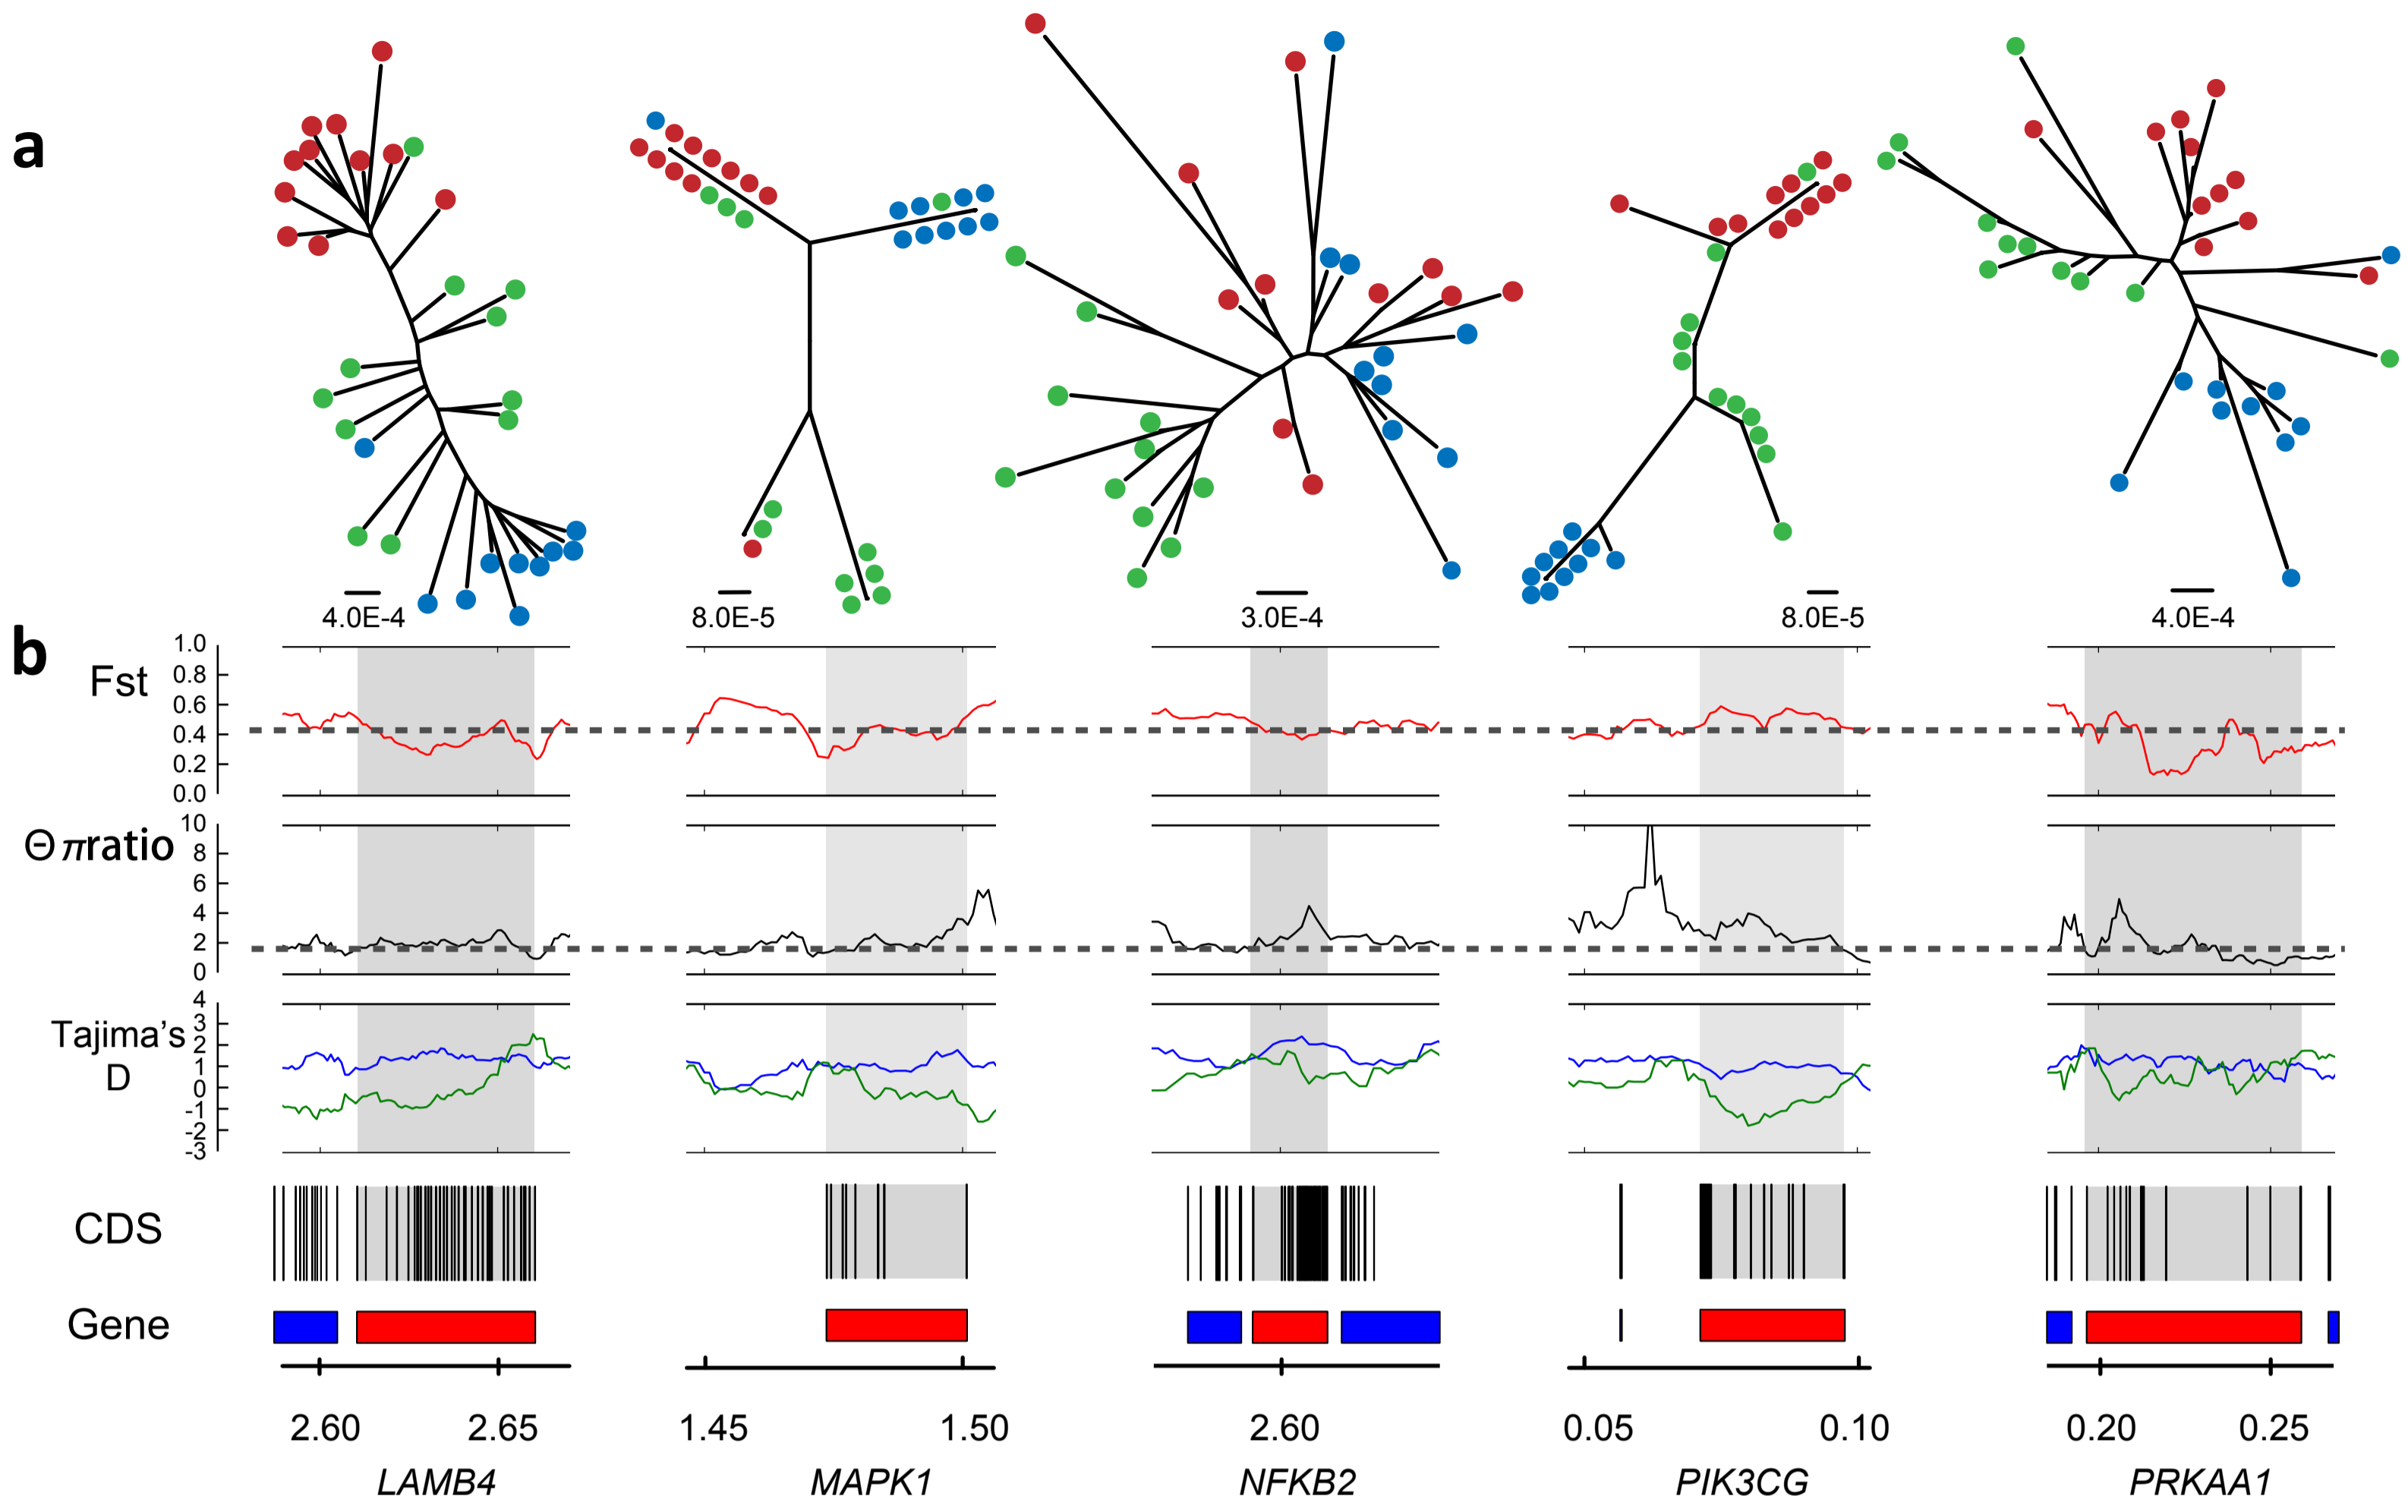 a
4.0E-4 8.0E-5 3.0E-4 8.0E-5 4.0E-4
b
Fst
1.0
0.8
0.6
0.4
0.2
0.0
Θπratio
10
8
6
4
2
0
Tajima's
D
4
3
2
1
0
-1
-2
-3
CDS
Gene
2.60 2.65 1.45 1.50 2.60 0.05 0.10 0.20 0.25
LAMB4 MAPK1 NFKB2 PIK3CG PRKAA1